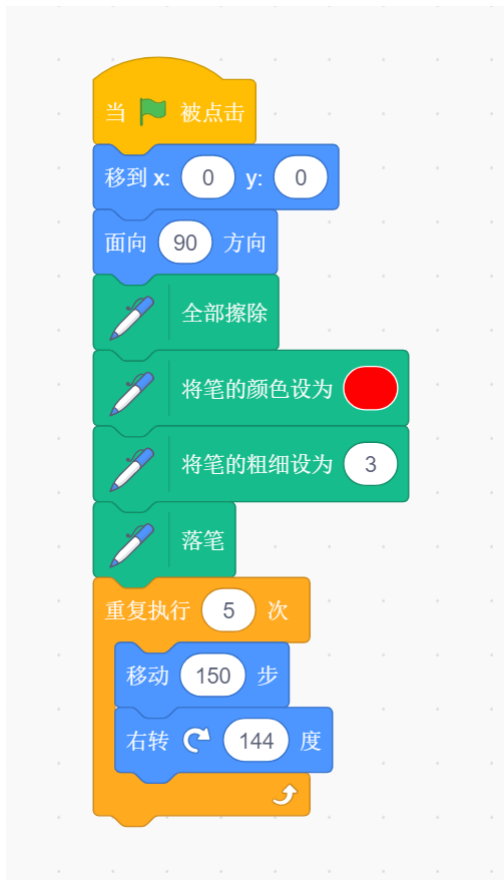 当 被点击
移到 x: 0 y: 0
面向 90 方向
全部擦除
将笔的颜色设为
将笔的粗细设为 3
落笔
重复执行 5 次
移动 150 步
右转 144 度